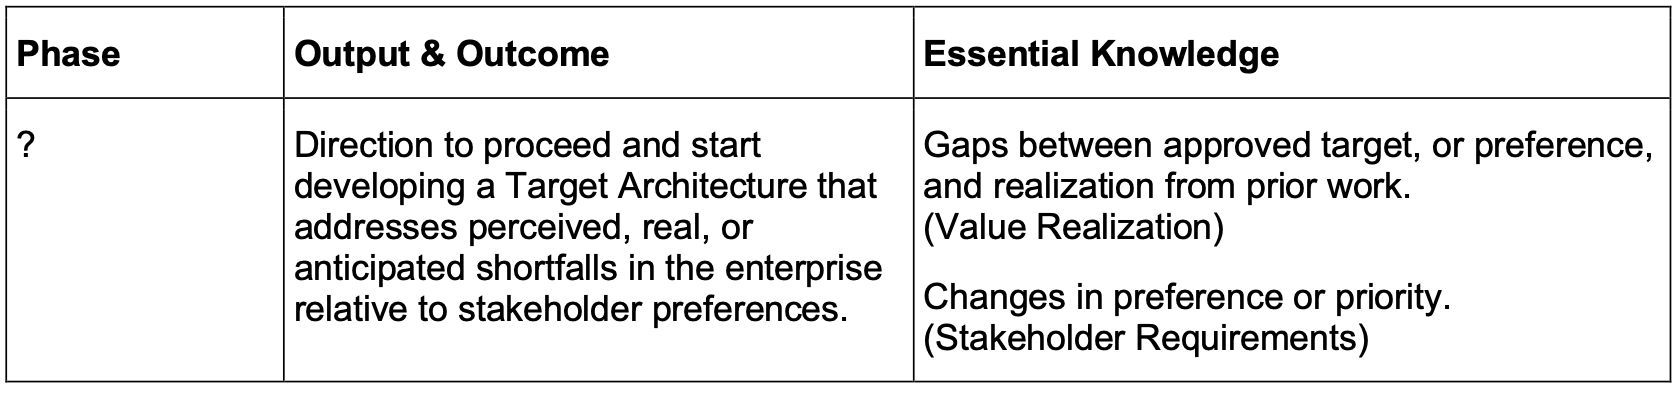 Phase
Output & Outcome
Essential Knowledge
?
Direction to proceed and start
developing a Target Architecture that
addresses perceived, real, or
anticipated shortfalls in the enterprise
relative to stakeholder preferences.
Gaps between approved target, or preference,
and realization from prior work.
(Value Realization)
Changes in preference or priority.
(Stakeholder Requirements)